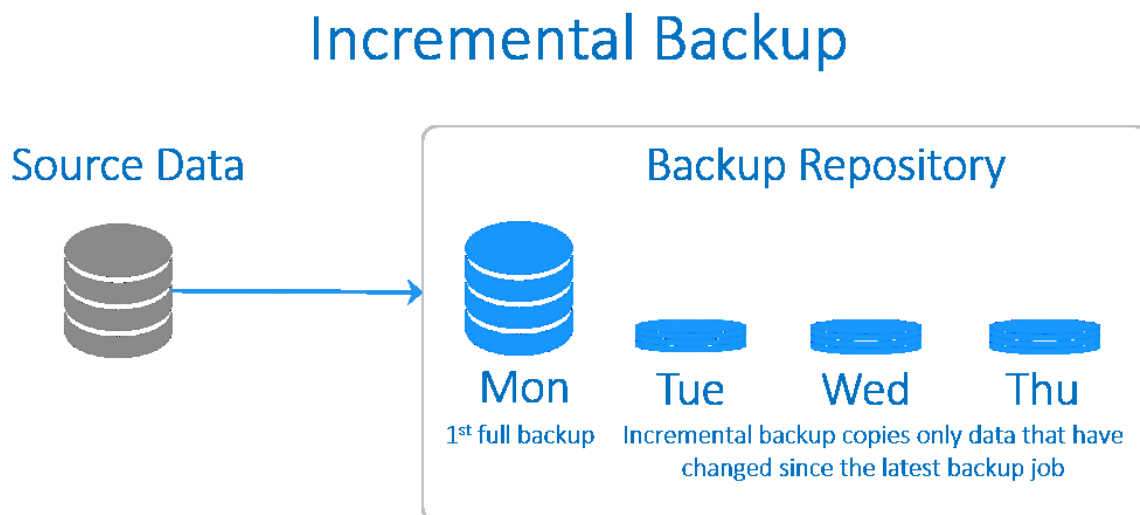 Incremental Backup
Source Data
Backup Repository
Mon
Tue
Wed
Thu
1st full backup
Incremental backup copies only data that have
changed since the latest backup job